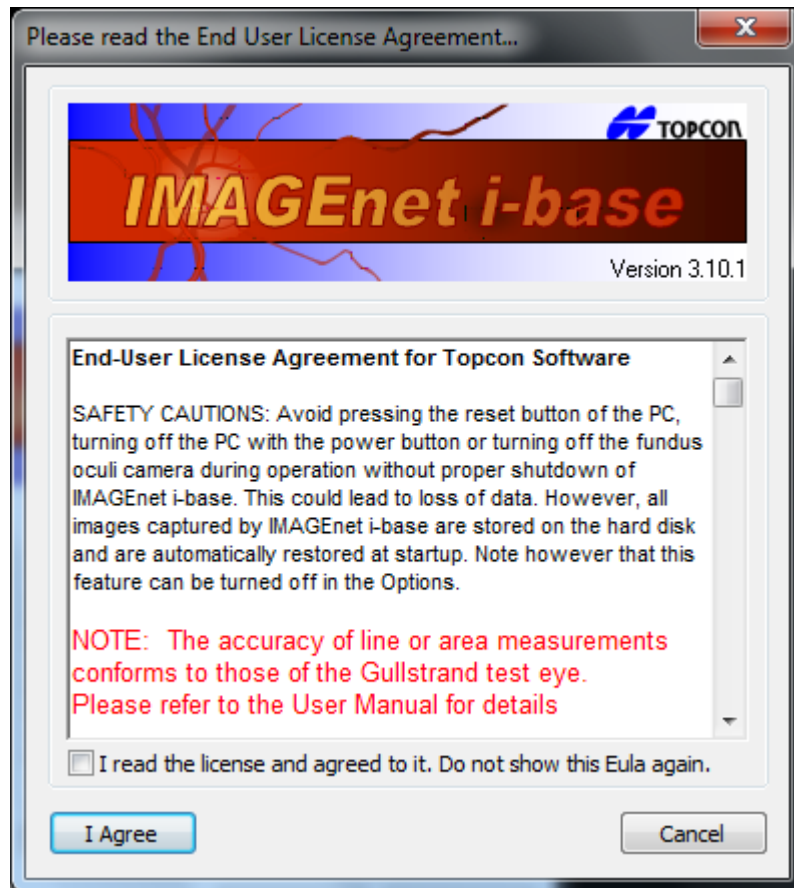 Please read the End User License Agreement...
TOPCON
IMAGEnet i-base
Version 3.10.1
End-User License Agreement for Topcon Software
SAFETY CAUTIONS: Avoid pressing the reset button of the PC,
turning off the PC with the power button or turning off the fundus
oculi camera during operation without proper shutdown of
IMAGEnet i-base. This could lead to loss of data. However, all
images captured by IMAGEnet i-base are stored on the hard disk
and are automatically restored at startup. Note however that this
feature can be turned off in the Options.
NOTE: The accuracy of line or area measurements
conforms to those of the Gullstrand test eye.
Please refer to the User Manual for details
I read the license and agreed to it. Do not show this Eula again.
I Agree
Cancel